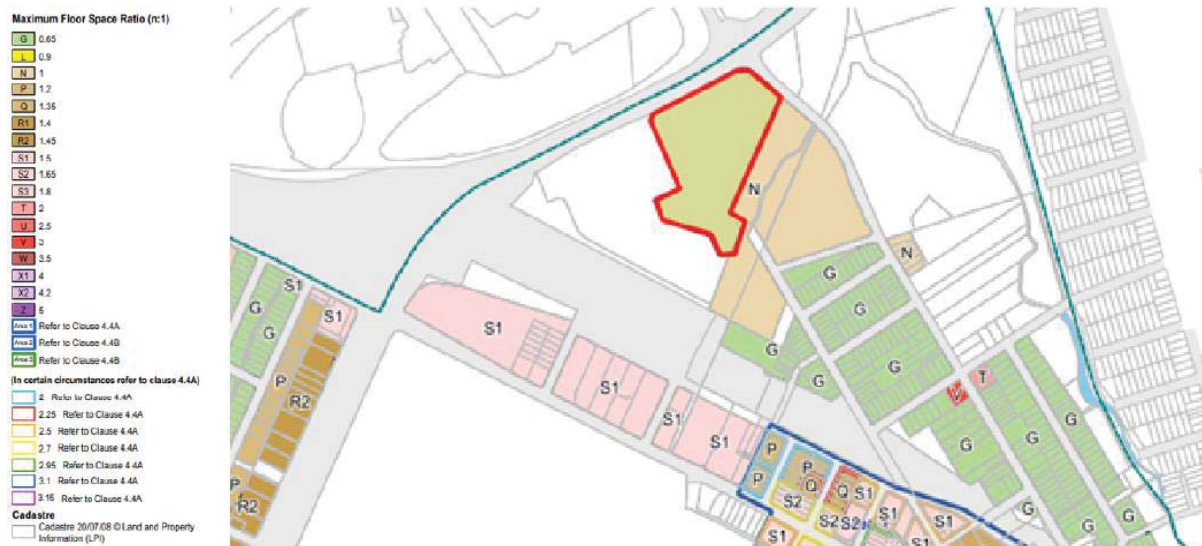 Maximum Floor Space Ratio (n:1)
G 0.65
L 0.9
N 1
P 1.2
Q 1.35
R1 1.4
R2 1.45
S1 1.5
S2 1.65
S3 1.8
T 2
U 2.5
V 3
W 3.5
X1 4
X2 4.2
Z 5
Area 1 Refer to Clause 4.4A
Area 2 Refer to Clause 4.4B
Area 3 Refer to Clause 4.4B
(In certain circumstances refer to clause 4.4A)
2 Refer to Clause 4.4A
2.25 Refer to Clause 4.4A
2.5 Refer to Clause 4.4A
2.7 Refer to Clause 4.4A
2.95 Refer to Clause 4.4A
3.1 Refer to Clause 4.4A
3.15 Refer to Clause 4.4A
Cadastre
Cadastre 20/07/08 © Land and Property
Information (LPI)
N
N
G
S1
G
G
S1
G
S1
G
P
R2
S1
G
G
G
T
V
S1
S1
G
G
G
P
P
P
Q
Q
S1
S2
S2
S2
S1
S1
S1
S1
G
G
G
R2